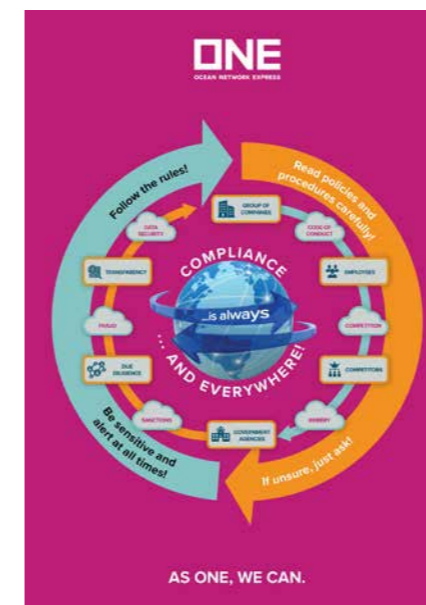 ONE
OCEAN NETWORK EXPRESS
Follow the rules!
Read policies and
procedures carefully!
GROUP OF
COMPANIES
DATA
SECURITY
CODE OF
CONDUCT
TRANSPARENCY
EMPLOYEES
COMPLIANCE
...is always
... AND EVERYWHERE!
FRAUD
COMPETITION
DUE
DILIGENCE
COMPETITORS
SANCTIONS
BRIBERY
GOVERNMENT
AGENCIES
Be sensitive and
alert at all times!
If unsure, just ask!
AS ONE, WE CAN.